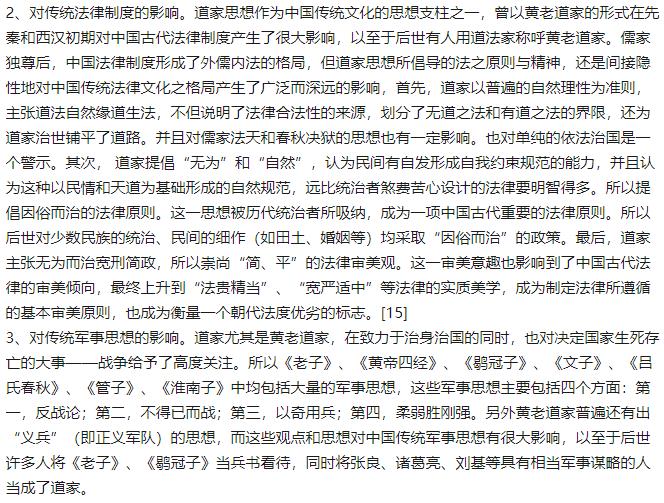 2、对传统法律制度的影响。道家思想作为中国传统文化的思想支柱之一，曾以黄老道家的形式在先
秦和西汉初期对中国古代法律制度产生了很大影响，以至于后世有人用道法家称呼黄老道家。儒家
独尊后，中国法律制度形成了外儒内法的格局，但道家思想所倡导的法之原则与精神，还是间接隐
性地对中国传统法律文化之格局产生了广泛而深远的影响，首先，道家以普遍的自然理性为准则，
主张道法自然缘道生法，不但说明了法律合法性的来源，划分了无道之法和有道之法的界限，还为
道家治世铺平了道路。并且对儒家法天和春秋决狱的思想也有一定影响。也对单纯的依法治国是一
个警示。其次， 道家提倡“无为”和“自然”，认为民间有自发形成自我约束规范的能力，并且认
为这种以民情和天道为基础形成的自然规范，远比统治者煞费苦心设计的法律要明智得多。所以提
倡因俗而治的法律原则。这一思想被历代统治者所吸纳，成为一项中国古代重要的法律原则。所以
后世对少数民族的统治、民间的细作（如田土、婚姻等）均采取“因俗而治”的政策。最后，道家
主张无为而治宽刑简政，所以崇尚“简、平”的法律审美观。这一审美意趣也影响到了中国古代法
律的审美倾向，最终上升到“法贵精当”、“宽严适中”等法律的实质美学，成为制定法律所遵循
的基本审美原则，也成为衡量一个朝代法度优劣的标志。[15]
3、对传统军事思想的影响。道家尤其是黄老道家，在致力于治身治国的同时，也对决定国家生死存
亡的大事——战争给予了高度关注。所以《老子》、《黄帝四经》、《鹖冠子》、《文子》、《吕
氏春秋》、《管子》、《淮南子》中均包括大量的军事思想，这些军事思想主要包括四个方面：第
一，反战论；第二，不得已而战；第三，以奇用兵；第四，柔弱胜刚强。另外黄老道家普遍还有出
“义兵”（即正义军队）的思想，而这些观点和思想对中国传统军事思想有很大影响，以至于后世
许多人将《老子》、《鹖冠子》当兵书看待，同时将张良、诸葛亮、刘基等具有相当军事谋略的人
当成了道家。